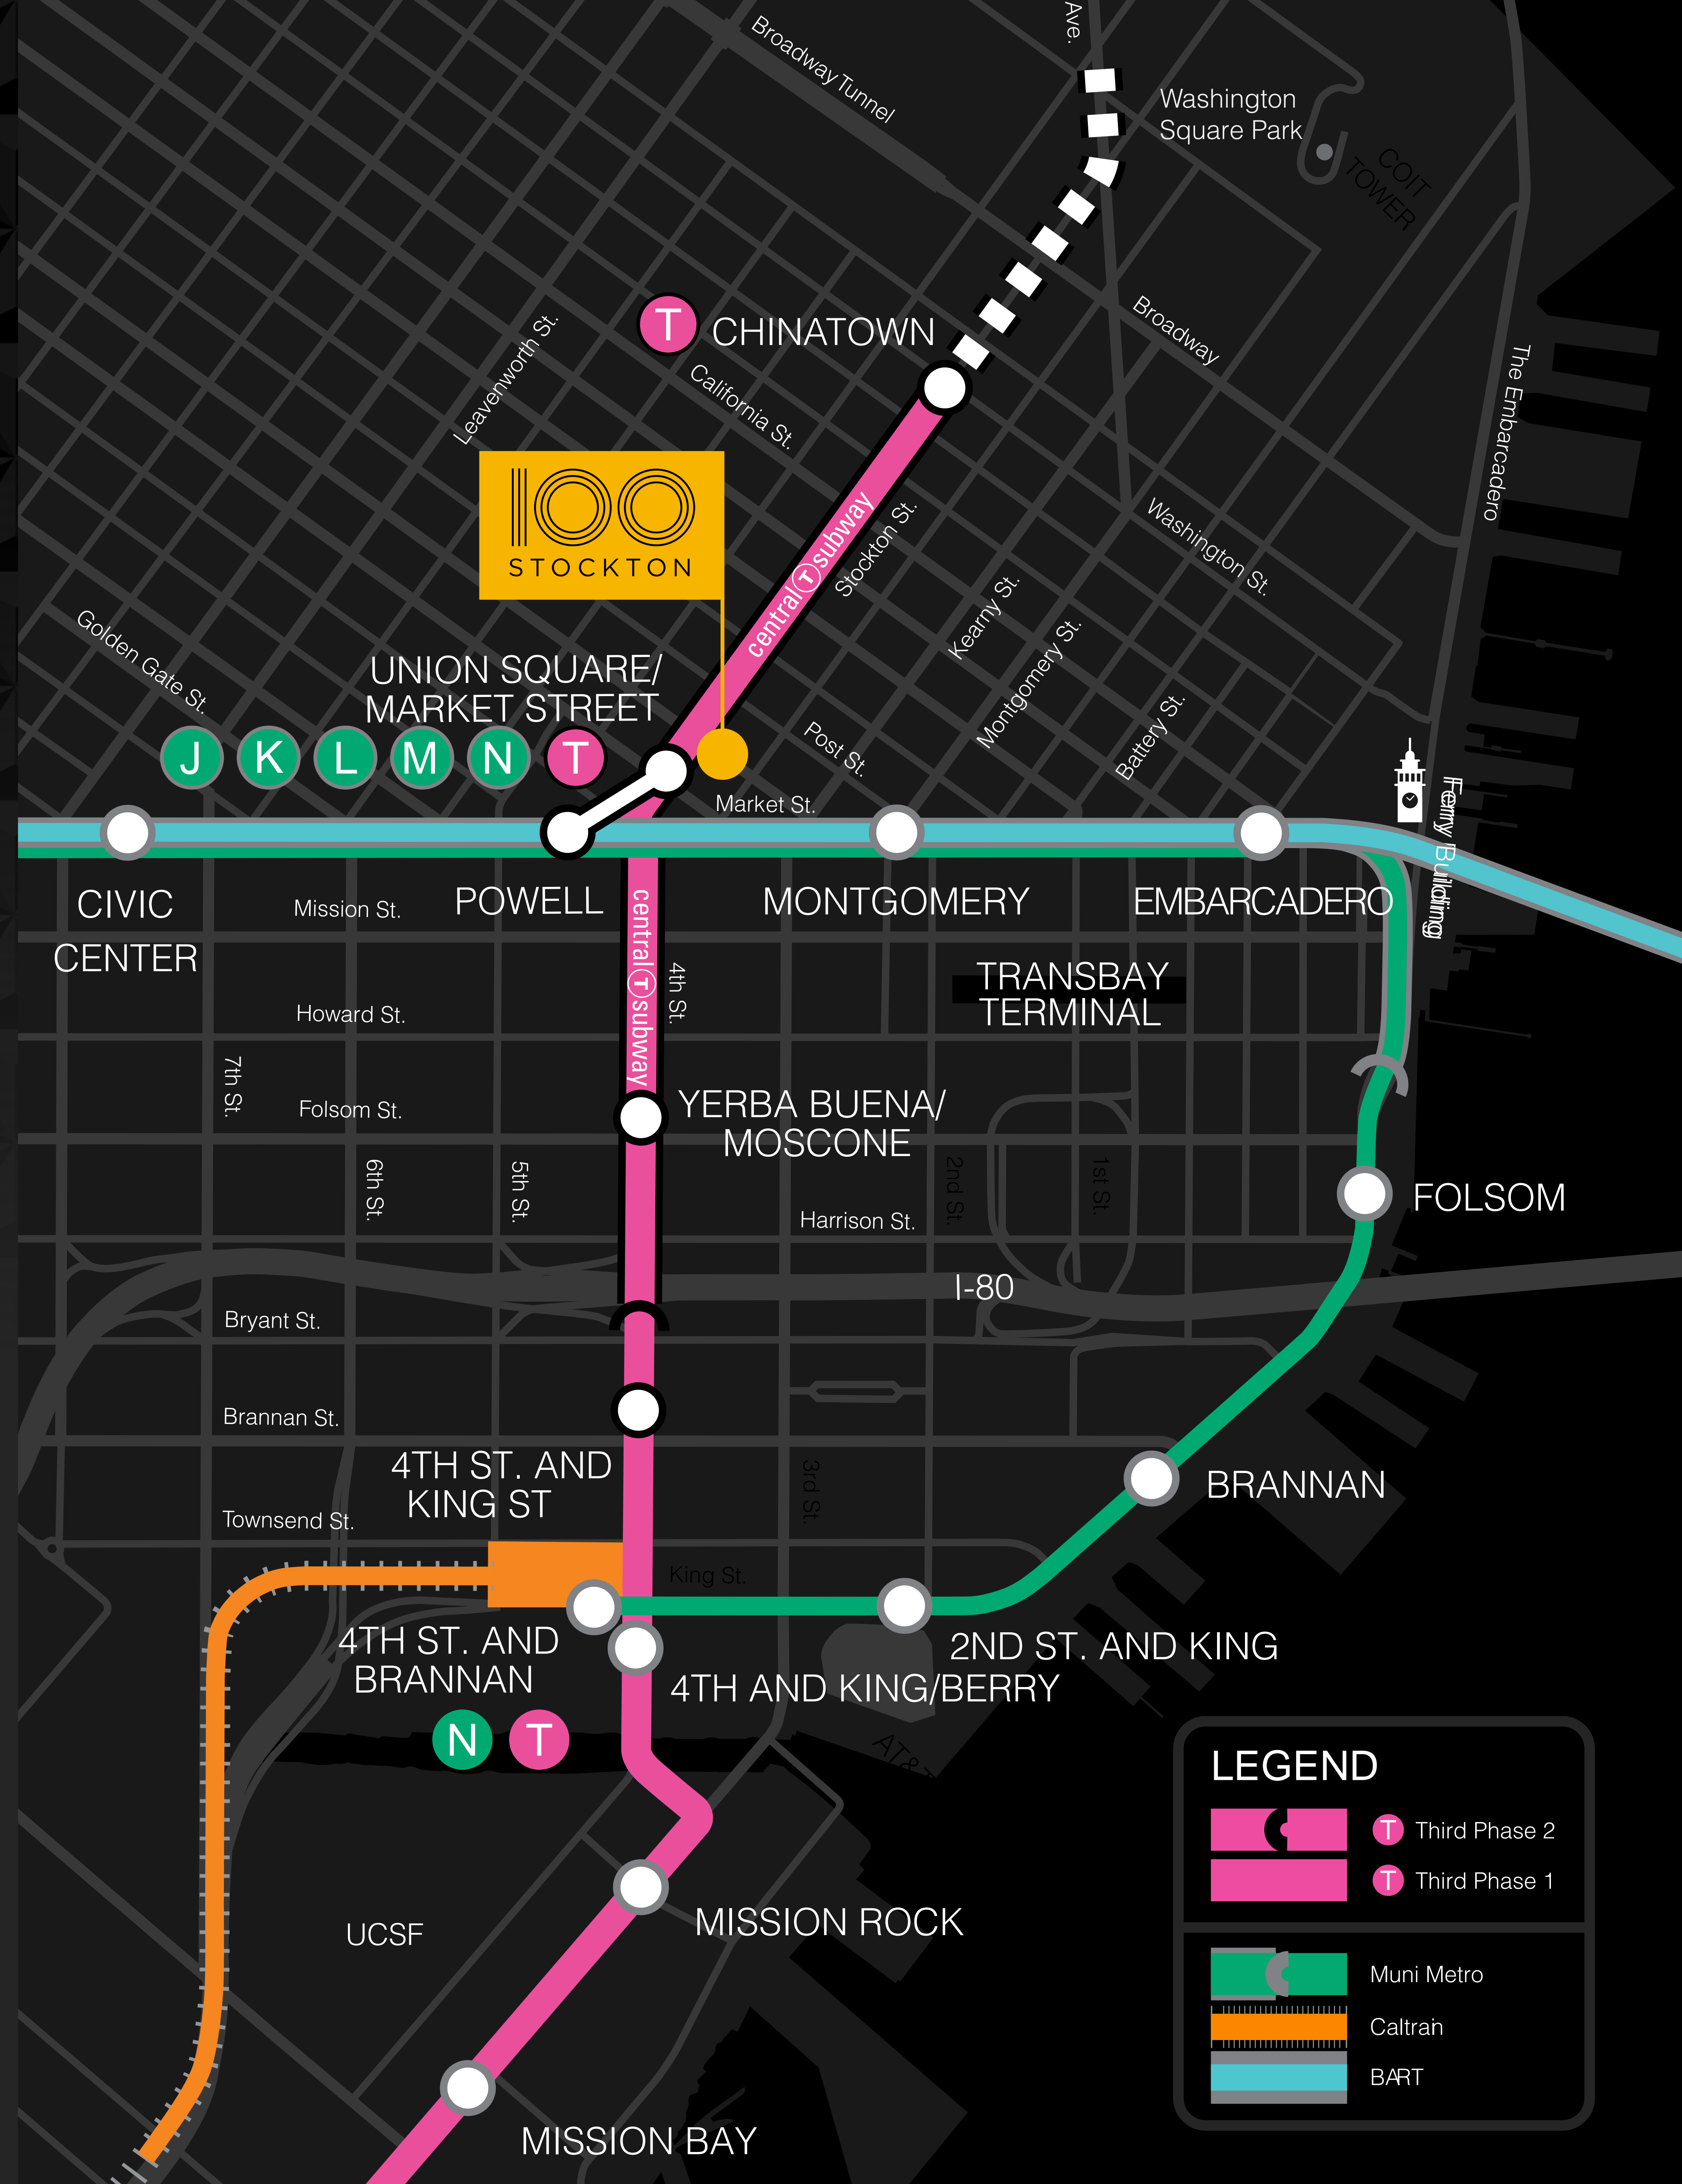 Ave.
Broadway Tunnel
Washington
Square Park
COIT
TOWER
Broadway
T
CHINATOWN
California St.
Leavenworth St.
The Embarcadero
100
STOCKTON
central T subway
Stockton St.
Washington St.
Kearny St.
Montgomery St.
Battery St.
Golden Gate St.
UNION SQUARE/
MARKET STREET
J K L M N T
Post St.
Market St.
Ferry Building
CIVIC
CENTER
Mission St.
POWELL
MONTGOMERY
EMBARCADERO
central T subway
4th St.
TRANSBAY
TERMINAL
Howard St.
7th St.
Folsom St.
YERBA BUENA/
MOSCONE
6th St.
5th St.
2nd St.
1st St.
FOLSOM
Harrison St.
I-80
Bryant St.
Brannan St.
4TH ST. AND
KING ST
3rd St.
BRANNAN
Townsend St.
King St.
4TH ST. AND
BRANNAN
2ND ST. AND KING
4TH AND KING/BERRY
N T
AT&T
UCSF
MISSION ROCK
MISSION BAY
LEGEND
T Third Phase 2
T Third Phase 1
Muni Metro
Caltrain
BART